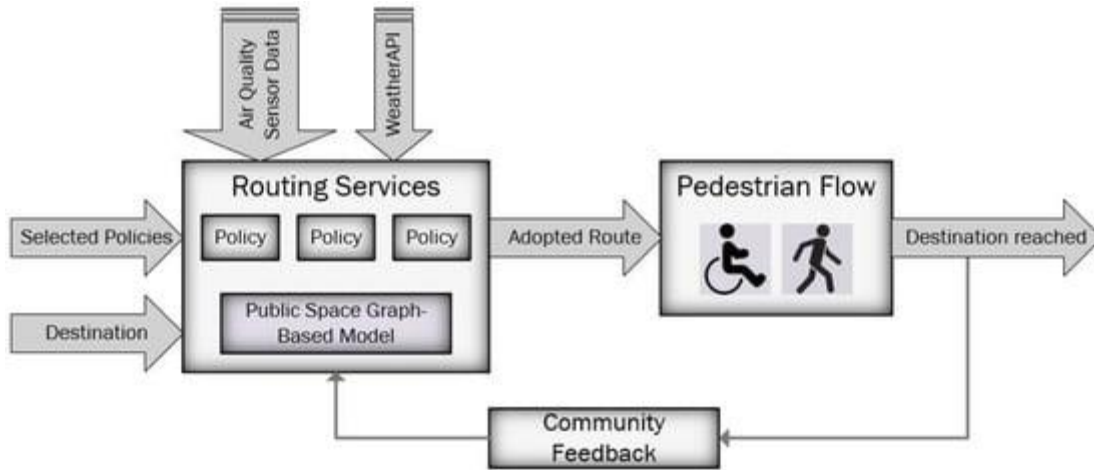 Air Quality
Sensor Data
WeatherAPI
Routing Services
Policy
Policy
Policy
Public Space Graph-
Based Model
Selected Policies
Destination
Adopted Route
Pedestrian Flow
Destination reached
Community
Feedback